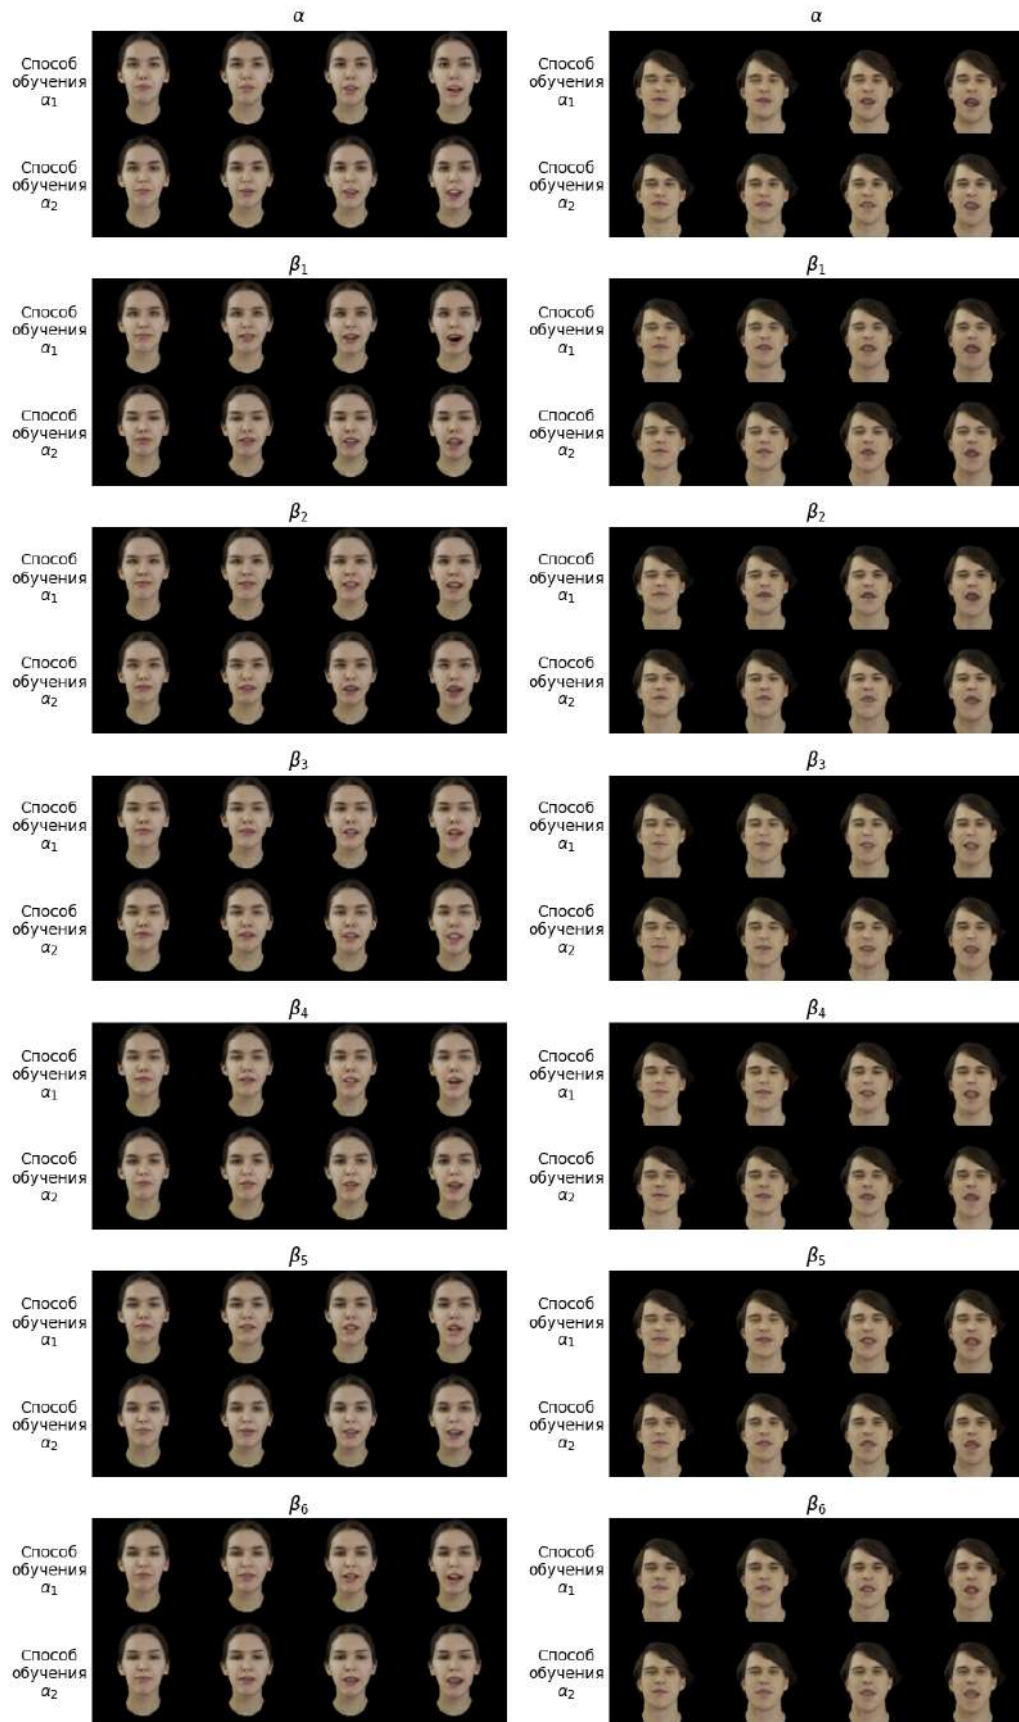 α
α
Способ
обучения
α₁
Способ
обучения
α₁
Способ
обучения
α₂
Способ
обучения
α₂
β₁
β₁
Способ
обучения
α₁
Способ
обучения
α₁
Способ
обучения
α₂
Способ
обучения
α₂
β₂
β₂
Способ
обучения
α₁
Способ
обучения
α₁
Способ
обучения
α₂
Способ
обучения
α₂
β₃
β₃
Способ
обучения
α₁
Способ
обучения
α₁
Способ
обучения
α₂
Способ
обучения
α₂
β₄
β₄
Способ
обучения
α₁
Способ
обучения
α₁
Способ
обучения
α₂
Способ
обучения
α₂
β₅
β₅
Способ
обучения
α₁
Способ
обучения
α₁
Способ
обучения
α₂
Способ
обучения
α₂
β₆
β₆
Способ
обучения
α₁
Способ
обучения
α₁
Способ
обучения
α₂
Способ
обучения
α₂